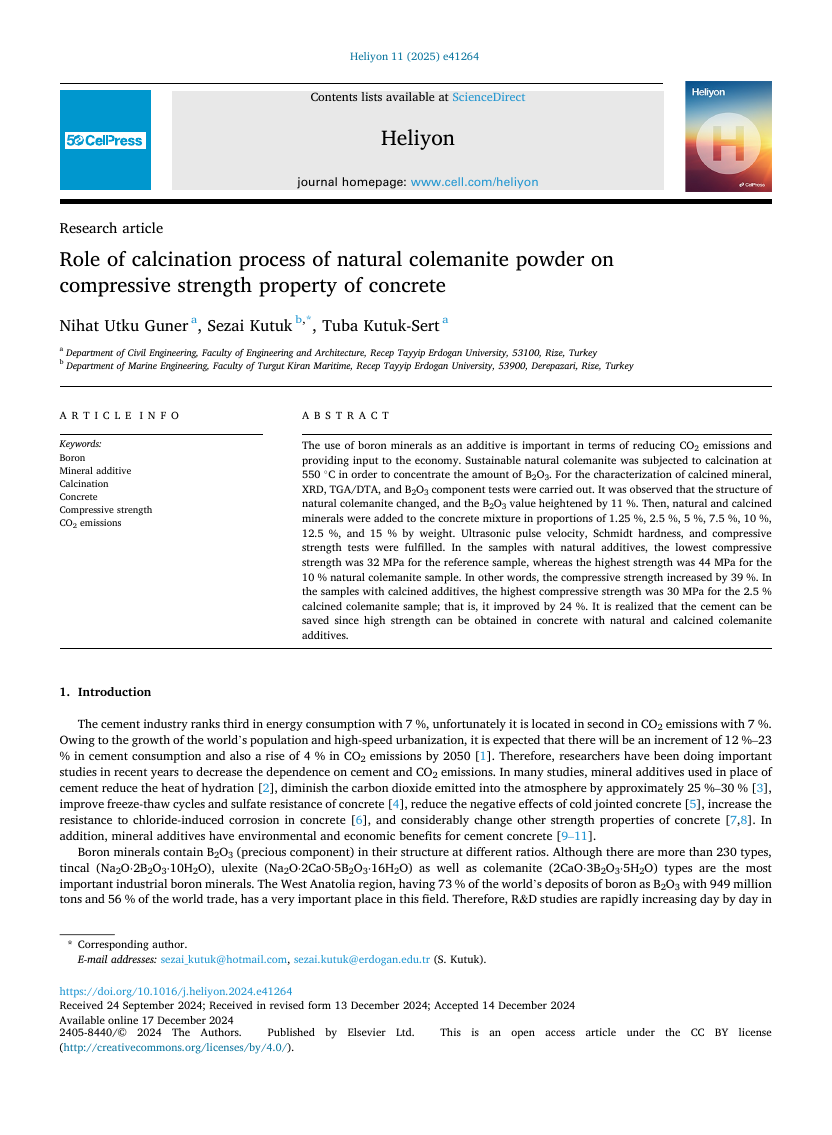 Heliyon 11 (2025) e41264
Contents lists available at ScienceDirect
Heliyon
journal homepage: www.cell.com/heliyon
50 CellPress
Heliyon
H
CellPress
Research article
Role of calcination process of natural colemanite powder on
compressive strength property of concrete
Nihat Utku Guner a, Sezai Kutuk b,*, Tuba Kutuk-Sert a
a Department of Civil Engineering, Faculty of Engineering and Architecture, Recep Tayyip Erdogan University, 53100, Rize, Turkey
b Department of Marine Engineering, Faculty of Turgut Kiran Maritime, Recep Tayyip Erdogan University, 53900, Derepazari, Rize, Turkey
ARTICLE INFO
Keywords:
Boron
Mineral additive
Calcination
Concrete
Compressive strength
CO2 emissions
ABSTRACT
The use of boron minerals as an additive is important in terms of reducing CO2 emissions and
providing input to the economy. Sustainable natural colemanite was subjected to calcination at
550 °C in order to concentrate the amount of B2O3. For the characterization of calcined mineral,
XRD, TGA/DTA, and B2O3 component tests were carried out. It was observed that the structure of
natural colemanite changed, and the B2O3 value heightened by 11 %. Then, natural and calcined
minerals were added to the concrete mixture in proportions of 1.25 %, 2.5 %, 5 %, 7.5 %, 10 %,
12.5 %, and 15 % by weight. Ultrasonic pulse velocity, Schmidt hardness, and compressive
strength tests were fulfilled. In the samples with natural additives, the lowest compressive
strength was 32 MPa for the reference sample, whereas the highest strength was 44 MPa for the
10 % natural colemanite sample. In other words, the compressive strength increased by 39 %. In
the samples with calcined additives, the highest compressive strength was 30 MPa for the 2.5 %
calcined colemanite sample; that is, it improved by 24 %. It is realized that the cement can be
saved since high strength can be obtained in concrete with natural and calcined colemanite
additives.
1. Introduction
The cement industry ranks third in energy consumption with 7 %, unfortunately it is located in second in CO2 emissions with 7 %.
Owing to the growth of the world's population and high-speed urbanization, it is expected that there will be an increment of 12 %–23
% in cement consumption and also a rise of 4 % in CO2 emissions by 2050 [1]. Therefore, researchers have been doing important
studies in recent years to decrease the dependence on cement and CO2 emissions. In many studies, mineral additives used in place of
cement reduce the heat of hydration [2], diminish the carbon dioxide emitted into the atmosphere by approximately 25 %–30 % [3],
improve freeze-thaw cycles and sulfate resistance of concrete [4], reduce the negative effects of cold jointed concrete [5], increase the
resistance to chloride-induced corrosion in concrete [6], and considerably change other strength properties of concrete [7,8]. In
addition, mineral additives have environmental and economic benefits for cement concrete [9–11].
Boron minerals contain B2O3 (precious component) in their structure at different ratios. Although there are more than 230 types,
tincal (Na2O·2B2O3·10H2O), ulexite (Na2O·2CaO·5B2O3·16H2O) as well as colemanite (2CaO·3B2O3·5H2O) types are the most
important industrial boron minerals. The West Anatolia region, having 73 % of the world's deposits of boron as B2O3 with 949 million
tons and 56 % of the world trade, has a very important place in this field. Therefore, R&D studies are rapidly increasing day by day in
* Corresponding author.
E-mail addresses: sezai_kutuk@hotmail.com, sezai.kutuk@erdogan.edu.tr (S. Kutuk).
https://doi.org/10.1016/j.heliyon.2024.e41264
Received 24 September 2024; Received in revised form 13 December 2024; Accepted 14 December 2024
Available online 17 December 2024
2405-8440/© 2024 The Authors. Published by Elsevier Ltd. This is an open access article under the CC BY license
(http://creativecommons.org/licenses/by/4.0/).